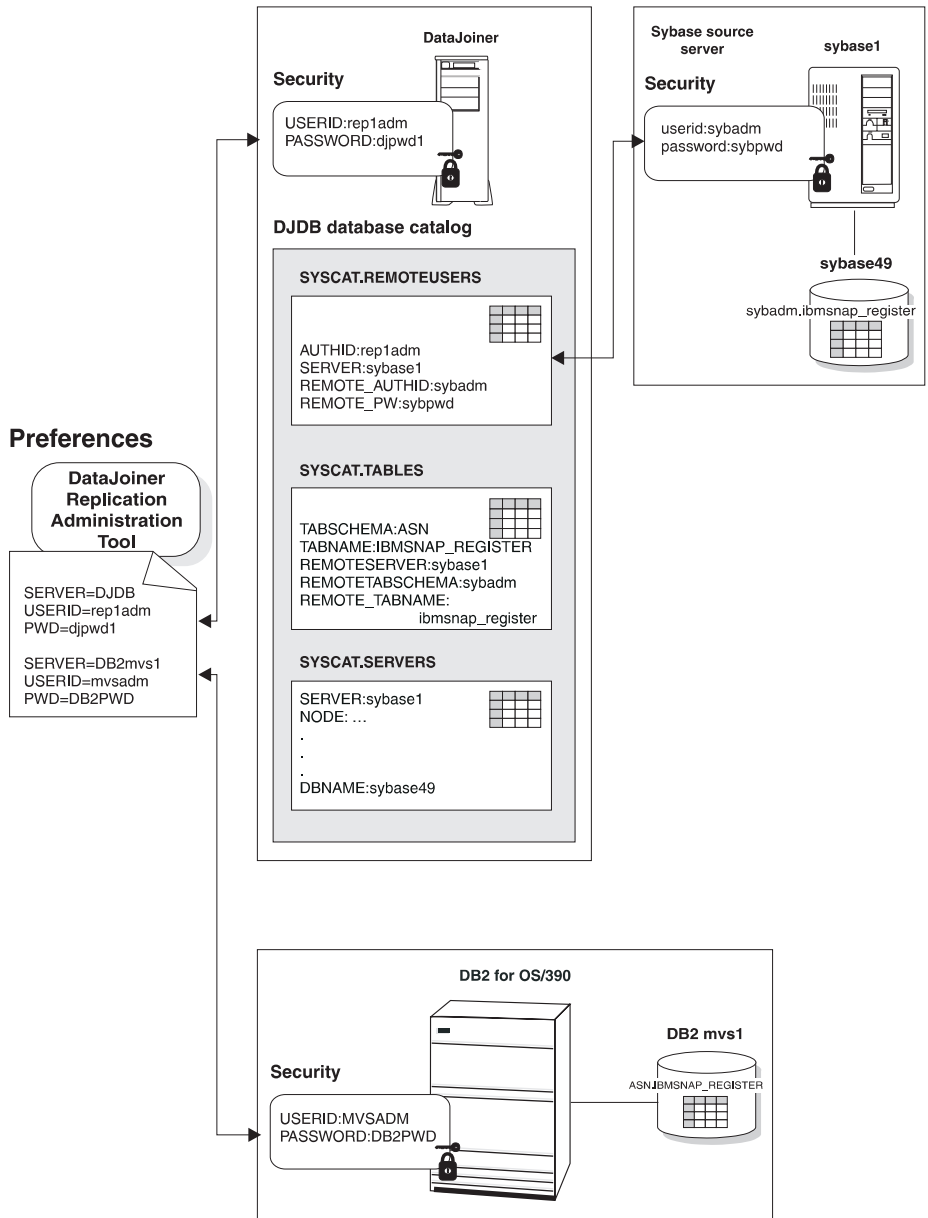 DataJoiner
Security
USERID:rep1adm
PASSWORD:djpwd1
DJDB database catalog
SYSCAT.REMOTEUSERS
AUTHID:rep1adm
SERVER:sybase1
REMOTE_AUTHID:sybadm
REMOTE_PW:sybpwd
SYSCAT.TABLES
TABSCHEMA:ASN
TABNAME:IBMSNAP_REGISTER
REMOTESERVER:sybase1
REMOTETABSCHEMA:sybadm
REMOTE_TABNAME:
ibmsnap_register
SYSCAT.SERVERS
SERVER:sybase1
NODE: ...
.
.
.
DBNAME:sybase49
Sybase source
server
sybase1
Security
userid:sybadm
password:sybpwd
sybase49
sybadm.ibmsnap_register
Preferences
DataJoiner
Replication
Administration
Tool
SERVER=DJDB
USERID=rep1adm
PWD=djpwd1
SERVER=DB2mvs1
USERID=mvsadm
PWD=DB2PWD
DB2 for OS/390
Security
USERID:MVSADM
PASSWORD:DB2PWD
DB2 mvs1
ASN.IBMSNAP_REGISTER